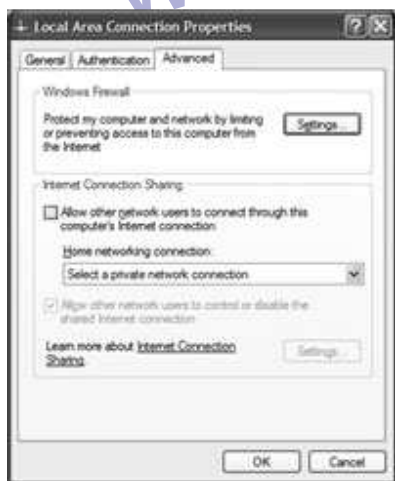 Local Area Connection Properties
General Authentication Advanced
Windows Firewall
Protect my computer and network by limiting
or preventing access to this computer from
the Internet
Settings...
Internet Connection Sharing
Allow other network users to connect through this
computer's Internet connection
Home networking connection:
Select a private network connection
Allow other network users to control or disable the
shared Internet connection
Learn more about Internet Connection
Sharing.
Settings...
OK Cancel